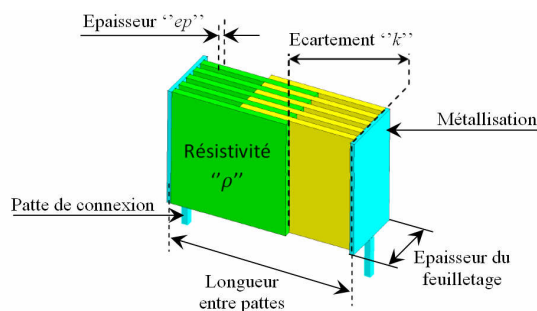 Epaisseur ‘‘ep’’
Ecartement ‘‘k’’
Métallisation
Résistivité
‘‘ρ’’
Patte de connexion
Longueur
entre pattes
Epaisseur du
feuilletage